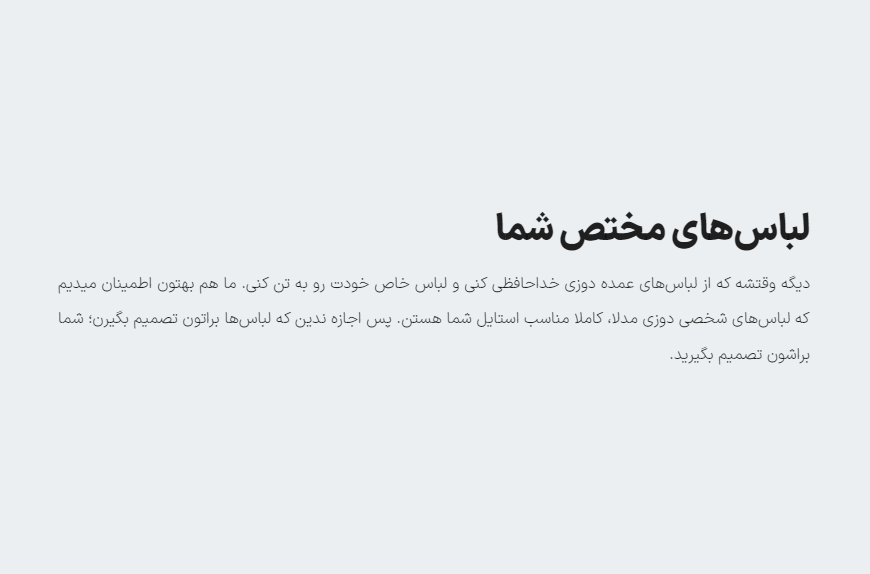 لباس‌های مختص شما
دیگه وقتشه که از لباس‌های عمده دوزی خداحافظی کنی و لباس خاص خودت رو به تن کنی. ما هم بهتون اطمینان میدیم
که لباس‌های شخصی دوزی مدلا، کاملا مناسب استایل شما هستن. پس اجازه ندین که لباس‌ها براتون تصمیم بگیرن؛ شما
براشون تصمیم بگیرید.